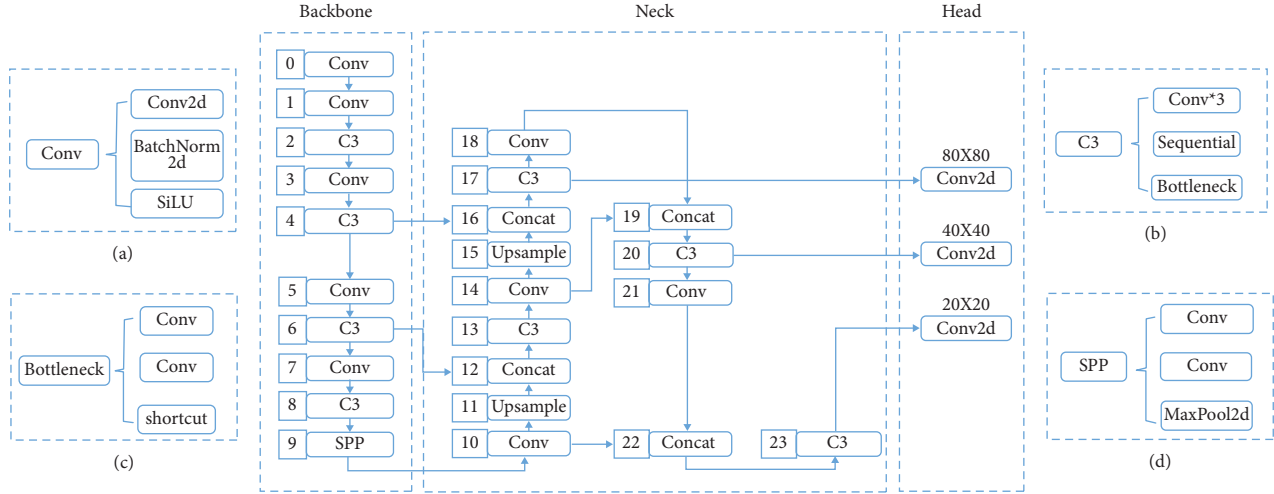 Backbone
Neck
Head
Conv
Conv2d
BatchNorm
2d
SiLU
(a)
Bottleneck
Conv
Conv
shortcut
(c)
0 Conv
1 Conv
2 C3
3 Conv
4 C3
5 Conv
6 C3
7 Conv
8 C3
9 SPP
18 Conv
17 C3
16 Concat
15 Upsample
14 Conv
13 C3
12 Concat
11 Upsample
10 Conv
19 Concat
20 C3
21 Conv
22 Concat
23 C3
80X80
Conv2d
40X40
Conv2d
20X20
Conv2d
C3
Conv*3
Sequential
Bottleneck
(b)
SPP
Conv
Conv
MaxPool2d
(d)